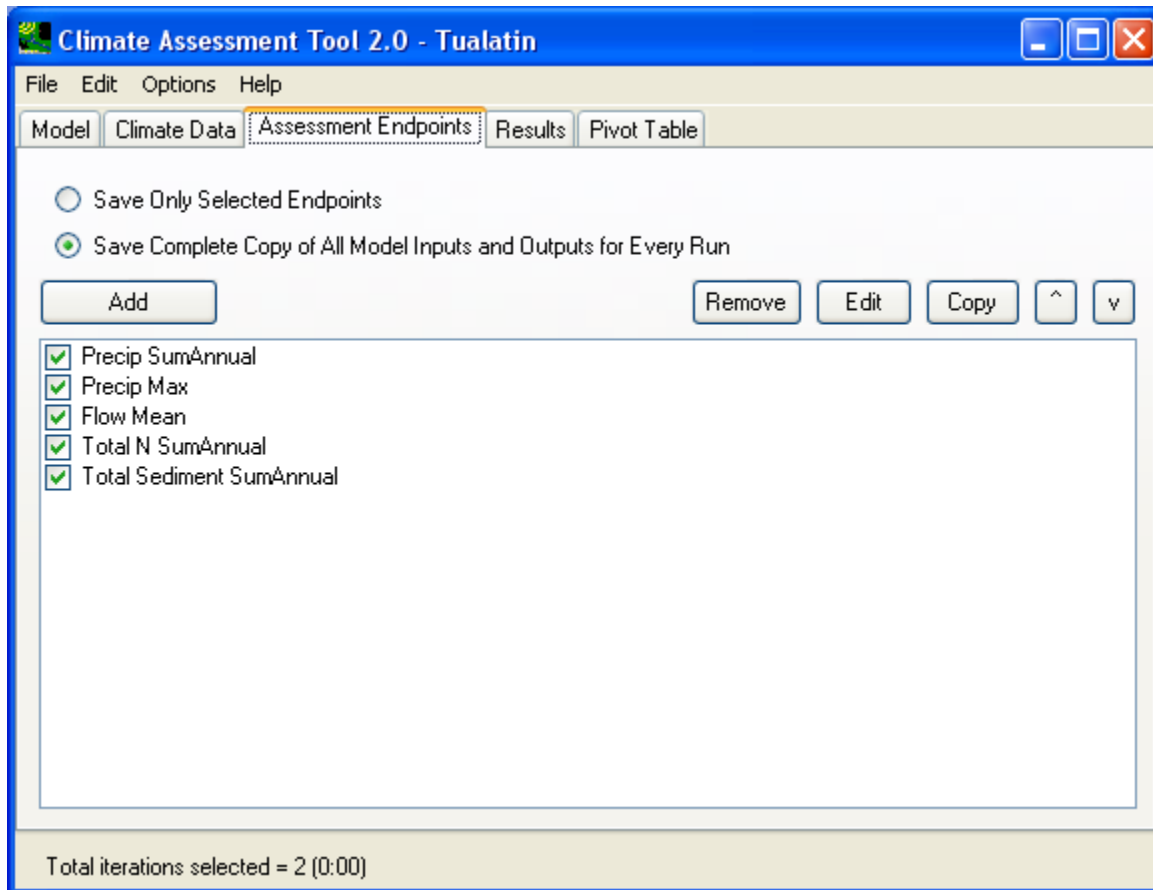 Climate Assessment Tool 2.0 - Tualatin
File Edit Options Help
Model Climate Data Assessment Endpoints Results Pivot Table
Save Only Selected Endpoints
Save Complete Copy of All Model Inputs and Outputs for Every Run
Add Remove Edit Copy ^ v
Precip SumAnnual
Precip Max
Flow Mean
Total N SumAnnual
Total Sediment SumAnnual
Total iterations selected = 2 (0:00)